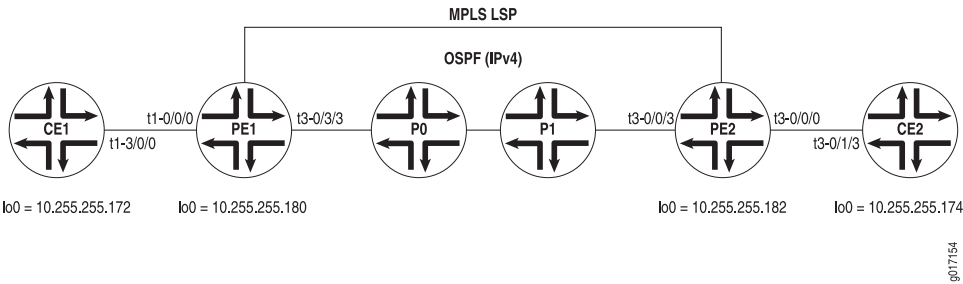 MPLS LSP
OSPF (IPv4)
CE1
t1-3/0/0
t1-0/0/0
PE1
t3-0/3/3
P0
P1
t3-0/0/3
PE2
t3-0/0/0
t3-0/1/3
CE2
lo0 = 10.255.255.172
lo0 = 10.255.255.180
lo0 = 10.255.255.182
lo0 = 10.255.255.174
g017154